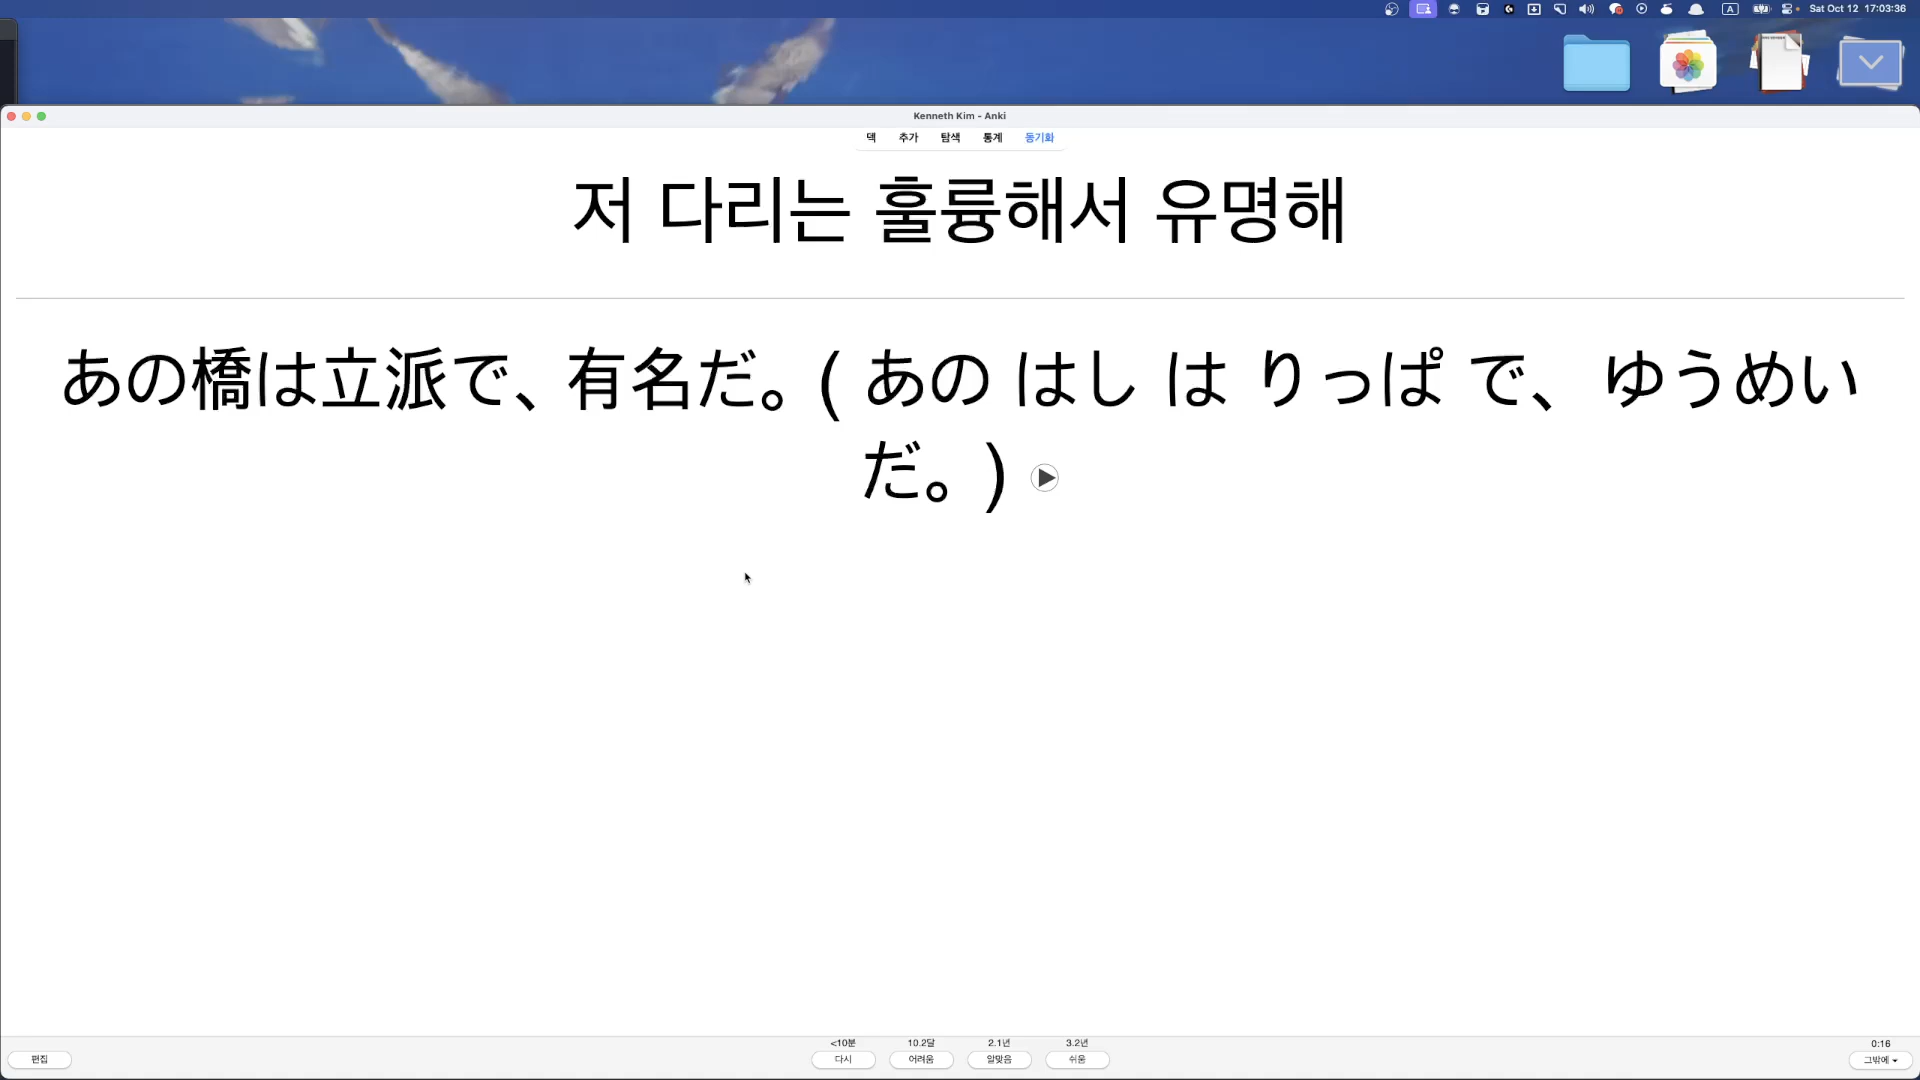 Sat Oct 12 17:03:36
Kenneth Kim - Anki
덱 추가 탐색 통계 동기화
저 다리는 훌륭해서 유명해
あの橋は立派で、有名だ。( あの はし は りっぱ で、 ゆうめい
だ。)
<10분 10.2달 2.1년 3.2년 0:16
편집 다시 어려움 알맞음 쉬움 그밖에